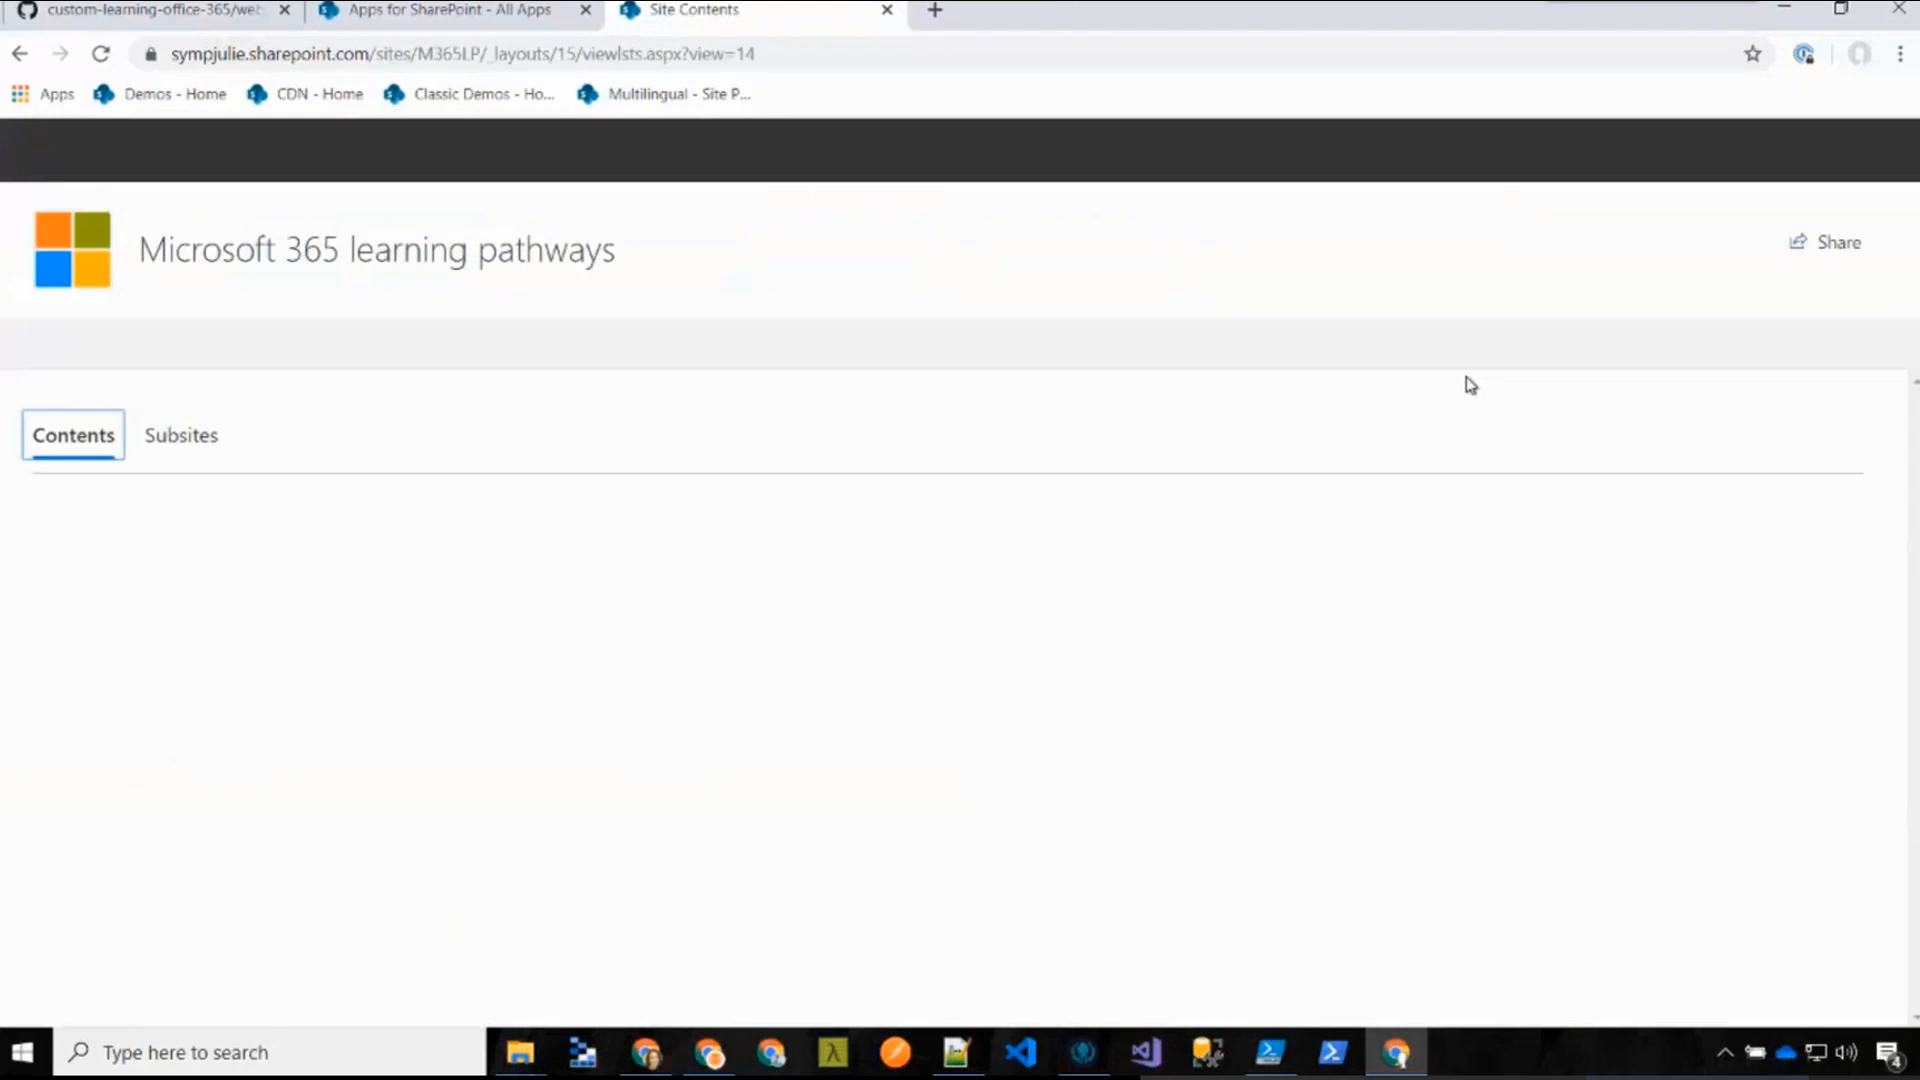 custom-learning-office-365/web
Apps for SharePoint - All Apps
Site Contents
sympjulie.sharepoint.com/sites/M365LP/_layouts/15/viewlsts.aspx?view=14
Apps
Demos - Home
CDN - Home
Classic Demos - Ho...
Multilingual - Site P...
Microsoft 365 learning pathways
Share
Contents
Subsites
Type here to search
4